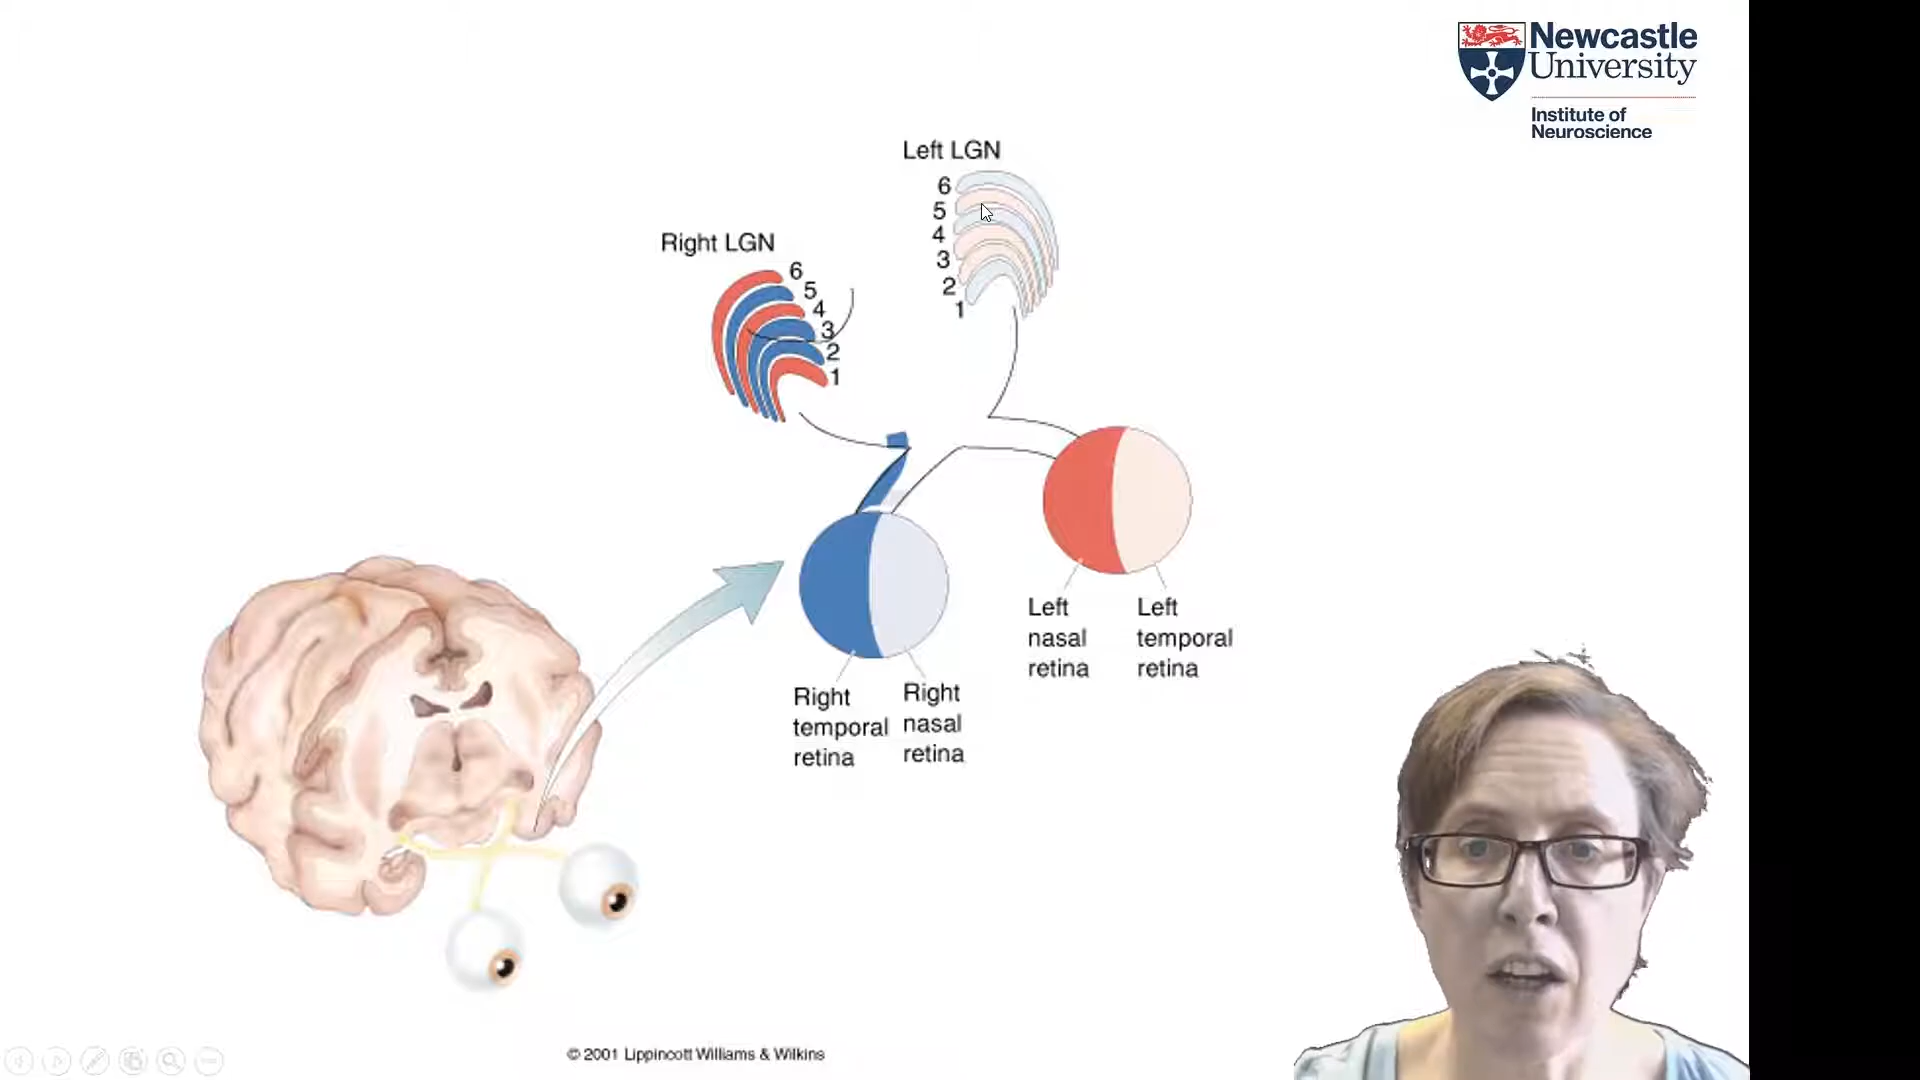 Newcastle
University
Institute of
Neuroscience
Left LGN
6
5
4
3
2
1
Right LGN
6
5
4
3
2
1
Left
nasal
retina
Left
temporal
retina
Right
temporal
retina
Right
nasal
retina
© 2001 Lippincott Williams & Wilkins